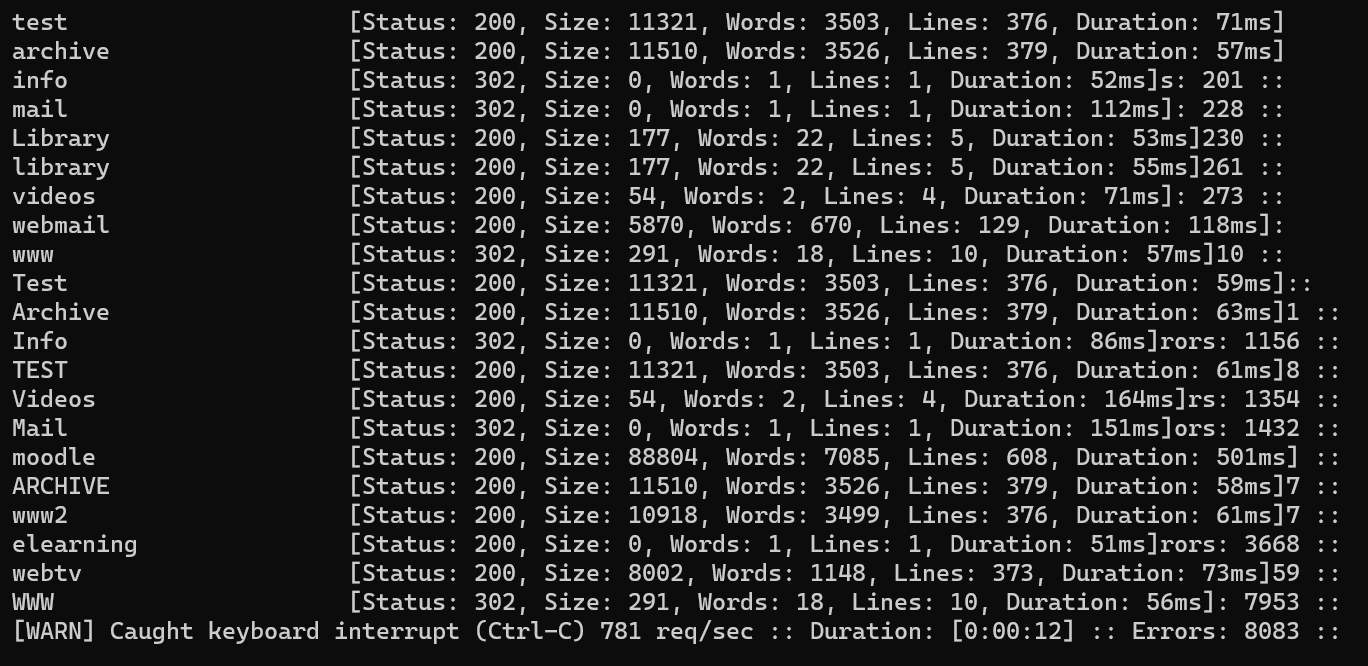 test                    [Status: 200, Size: 11321, Words: 3503, Lines: 376, Duration: 71ms]
archive                 [Status: 200, Size: 11510, Words: 3526, Lines: 379, Duration: 57ms]
info                    [Status: 302, Size: 0, Words: 1, Lines: 1, Duration: 52ms]s: 201 ::
mail                    [Status: 302, Size: 0, Words: 1, Lines: 1, Duration: 112ms]: 228 ::
Library                 [Status: 200, Size: 177, Words: 22, Lines: 5, Duration: 53ms]230 ::
library                 [Status: 200, Size: 177, Words: 22, Lines: 5, Duration: 55ms]261 ::
videos                  [Status: 200, Size: 54, Words: 2, Lines: 4, Duration: 71ms]: 273 ::
webmail                 [Status: 200, Size: 5870, Words: 670, Lines: 129, Duration: 118ms]:
www                     [Status: 302, Size: 291, Words: 18, Lines: 10, Duration: 57ms]10 ::
Test                    [Status: 200, Size: 11321, Words: 3503, Lines: 376, Duration: 59ms]::
Archive                 [Status: 200, Size: 11510, Words: 3526, Lines: 379, Duration: 63ms]1 ::
Info                    [Status: 302, Size: 0, Words: 1, Lines: 1, Duration: 86ms]rors: 1156 ::
TEST                    [Status: 200, Size: 11321, Words: 3503, Lines: 376, Duration: 61ms]8 ::
Videos                  [Status: 200, Size: 54, Words: 2, Lines: 4, Duration: 164ms]rs: 1354 ::
Mail                    [Status: 302, Size: 0, Words: 1, Lines: 1, Duration: 151ms]ors: 1432 ::
moodle                  [Status: 200, Size: 88804, Words: 7085, Lines: 608, Duration: 501ms] ::
ARCHIVE                 [Status: 200, Size: 11510, Words: 3526, Lines: 379, Duration: 58ms]7 ::
www2                    [Status: 200, Size: 10918, Words: 3499, Lines: 376, Duration: 61ms]7 ::
elearning               [Status: 200, Size: 0, Words: 1, Lines: 1, Duration: 51ms]rors: 3668 ::
webtv                   [Status: 200, Size: 8002, Words: 1148, Lines: 373, Duration: 73ms]59 ::
WWW                     [Status: 302, Size: 291, Words: 18, Lines: 10, Duration: 56ms]: 7953 ::
[WARN] Caught keyboard interrupt (Ctrl-C) 781 req/sec :: Duration: [0:00:12] :: Errors: 8083 ::